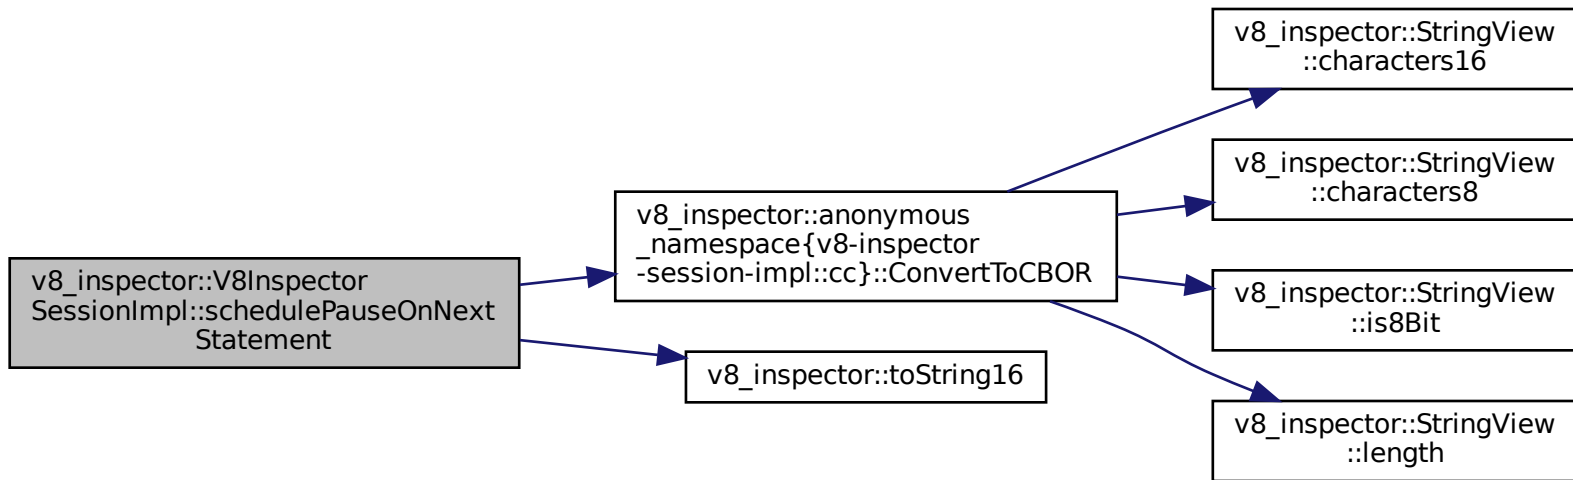 v8_inspector::V8Inspector
SessionImpl::schedulePauseOnNext
Statement
v8_inspector::anonymous
_namespace{v8-inspector
-session-impl::cc}::ConvertToCBOR
v8_inspector::toString16
v8_inspector::StringView
::characters16
v8_inspector::StringView
::characters8
v8_inspector::StringView
::is8Bit
v8_inspector::StringView
::length